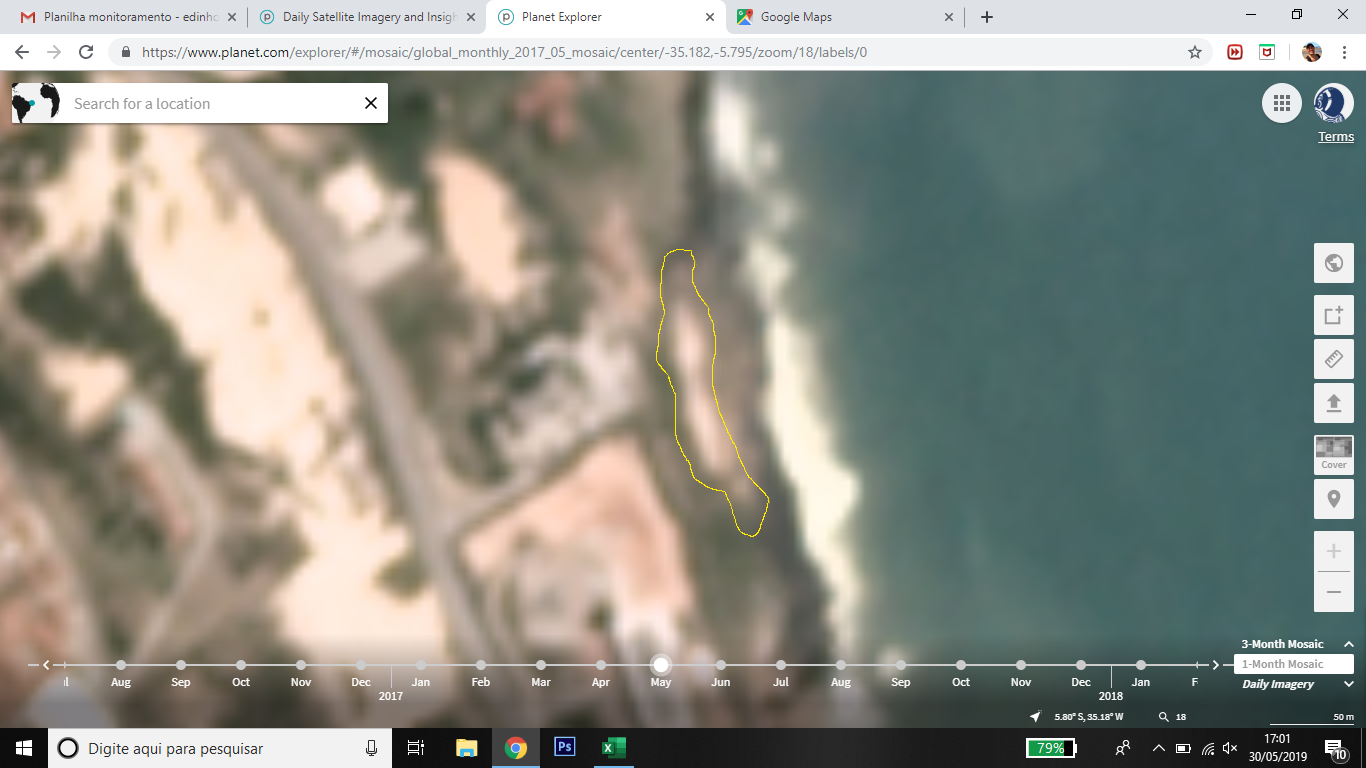 Planilha monitoramento - edinho
Daily Satellite Imagery and Insigh
Planet Explorer
Google Maps
https://www.planet.com/explorer/#/mosaic/global_monthly_2017_05_mosaic/center/-35.182,-5.795/zoom/18/labels/0
Search for a location
Terms
Cover
3-Month Mosaic
1-Month Mosaic
Daily Imagery
Aug Sep Oct Nov Dec Jan Feb Mar Apr May Jun Jul Aug Sep Oct Nov Dec Jan F
2017 2018
5.80° S, 35.18° W 18 50 m
Digite aqui para pesquisar
Ps
79%
17:01
30/05/2019
10